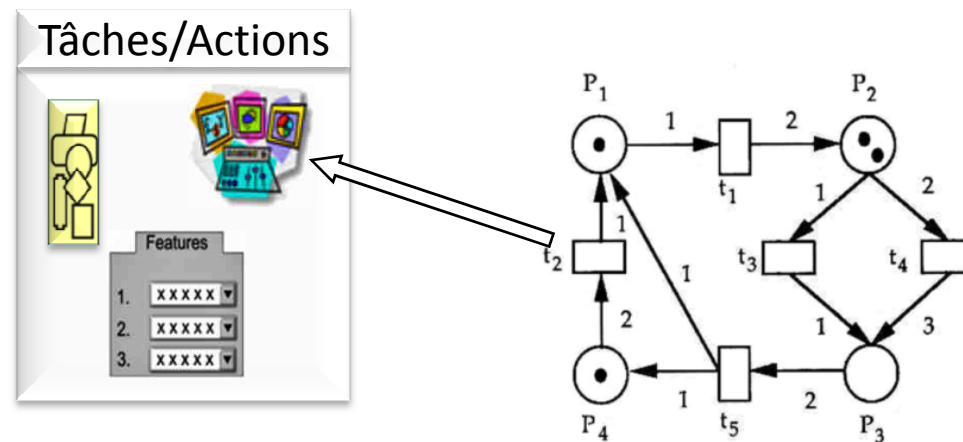 Tâches/Actions
Features
1. XXXXX
2. XXXXX
3. XXXXX
P1
P2
1
2
t1
1
2
t2
1
t3
t4
1
2
1
3
P4
1
t5
2
P3